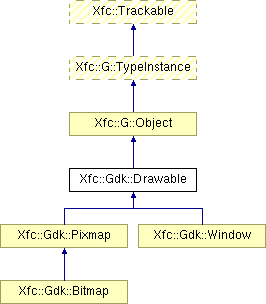 Xfc::Trackable
Xfc::G::TypeInstance
Xfc::G::Object
Xfc::Gdk::Drawable
Xfc::Gdk::Pixmap
Xfc::Gdk::Window
Xfc::Gdk::Bitmap